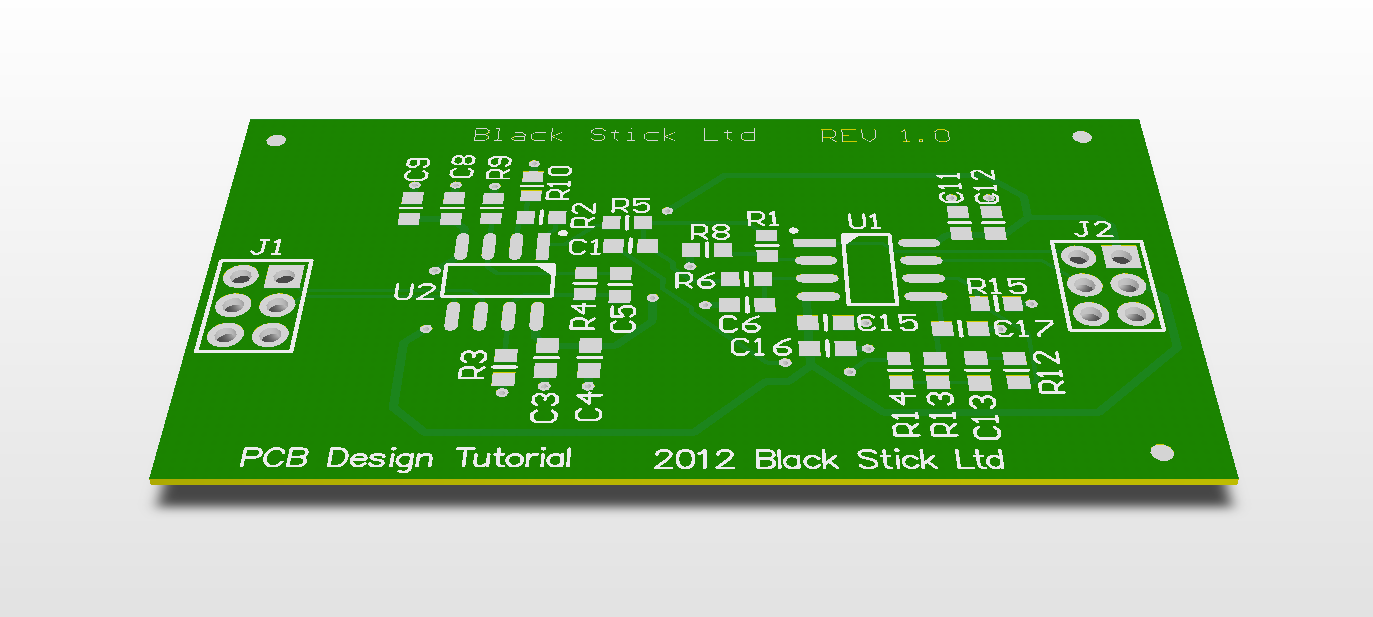 Black Stick Ltd REV 1.0
C9 C8 R9 R10
R2 R5
C1 R8 R1 U1 C11 C12
J1 J2
U2 R4 C5 R6 C6 R15
C15 C17
C16
R3 C3 C4 R14 R13 C13 R12
PCB Design Tutorial 2012 Black Stick Ltd